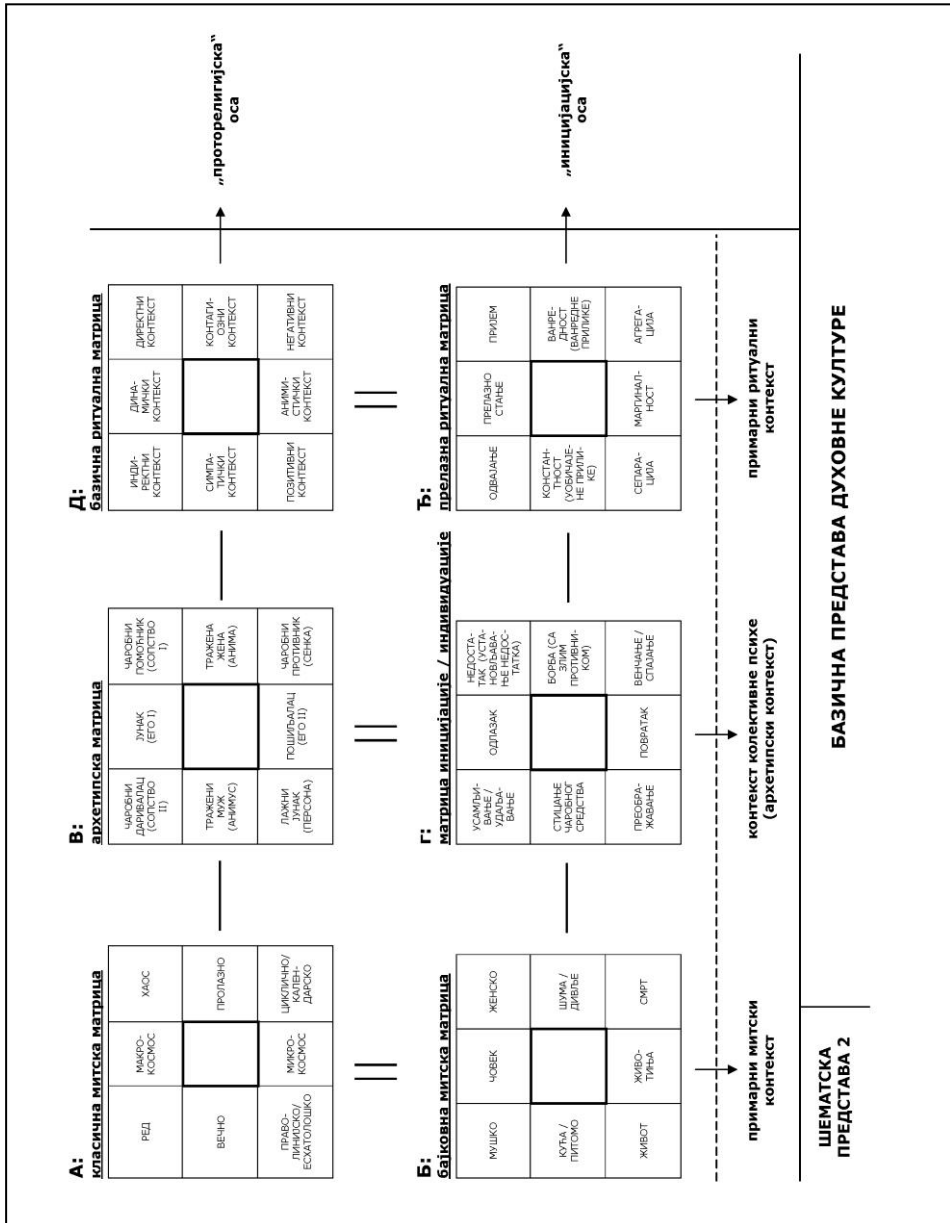 А:
класична митска матрица
РЕД
МАКРО-
КОСМОС
ХАОС
ВЕЧНО
ПРОЛАЗНО
ПРАВО-
ЛИНИЈСКО/
ЕСХАТОЛОШКО
МИКРО-
КОСМОС
ЦИКЛИЧНО/
КАЛЕН-
ДАРСКО
В:
архетипска матрица
ЧАРОБНИ
ДАРИВАЛАЦ
(СОПСТВО
II)
ЈУНАК
(ЕГО I)
ЧАРОБНИ
ПОМОЋНИК
(СОПСТВО
I)
ТРАЖЕНИ
МУЖ
(АНИМУС)
ТРАЖЕНА
ЖЕНА
(АНИМА)
ЛАЖНИ
ЈУНАК
(ПЕРСОНА)
ПОШИЉАЛАЦ
(ЕГО II)
ЧАРОБНИ
ПРОТИВНИК
(СЕНКА)
Д:
базична ритуална матрица
ИНДИ-
РЕКТНИ
КОНТЕКСТ
ДИНА-
МИЧКИ
КОНТЕКСТ
ДИРЕКТНИ
КОНТЕКСТ
СИМПА-
ТИЧКИ
КОНТЕКСТ
КОНТАГИ-
ОЗНИ
КОНТЕКСТ
ПОЗИТИВНИ
КОНТЕКСТ
АНИМИ-
СТИЧКИ
КОНТЕКСТ
НЕГАТИВНИ
КОНТЕКСТ
„проторелигијска“
оса
Б:
бајковна митска матрица
МУШКО
ЧОВЕК
ЖЕНСКО
КУЋА /
ПИТОМО
ШУМА /
ДИВЉЕ
ЖИВОТ
ЖИВО-
ТИЊА
СМРТ
Г:
матрица иницијације / индивидуације
УСАМЉИ-
ВАЊЕ /
УДАЉА-
ВАЊЕ
ОДЛАЗАК
НЕДОСТА-
ТАК (УСТА-
НОВЉАВА-
ЊЕ НЕДОС-
ТАТКА)
СТИЦАЊЕ
ЧАРОБНОГ
СРЕДСТВА
БОРБА (СА
ЗЛИМ
ПРОТИВНИ-
КОМ)
ПРЕОБРА-
ЖАВАЊЕ
ПОВРАТАК
ВЕНЧАЊЕ /
СПАЈАЊЕ
Ђ:
прелазна ритуална матрица
ОДВАЈАЊЕ
ПРЕЛАЗНО
СТАЊЕ
ПРИЈЕМ
КОНСТАН-
ТНОСТ
(УОБИЧАЈЕ-
НЕ ПРИЛИ-
КЕ)
ВАНРЕ-
ДНОСТ
(ВАНРЕДНЕ
ПРИЛИКЕ)
СЕПАРА-
ЦИЈА
МАРГИНАЛ-
НОСТ
АГРЕГА-
ЦИЈА
„иницијацијска“
оса
примарни митски
контекст
контекст колективне психе
(архетипски контекст)
примарни ритуални
контекст
ШЕМАТСКА
ПРЕДСТАВА 2
БАЗИЧНА ПРЕДСТАВА ДУХОВНЕ КУЛТУРЕ